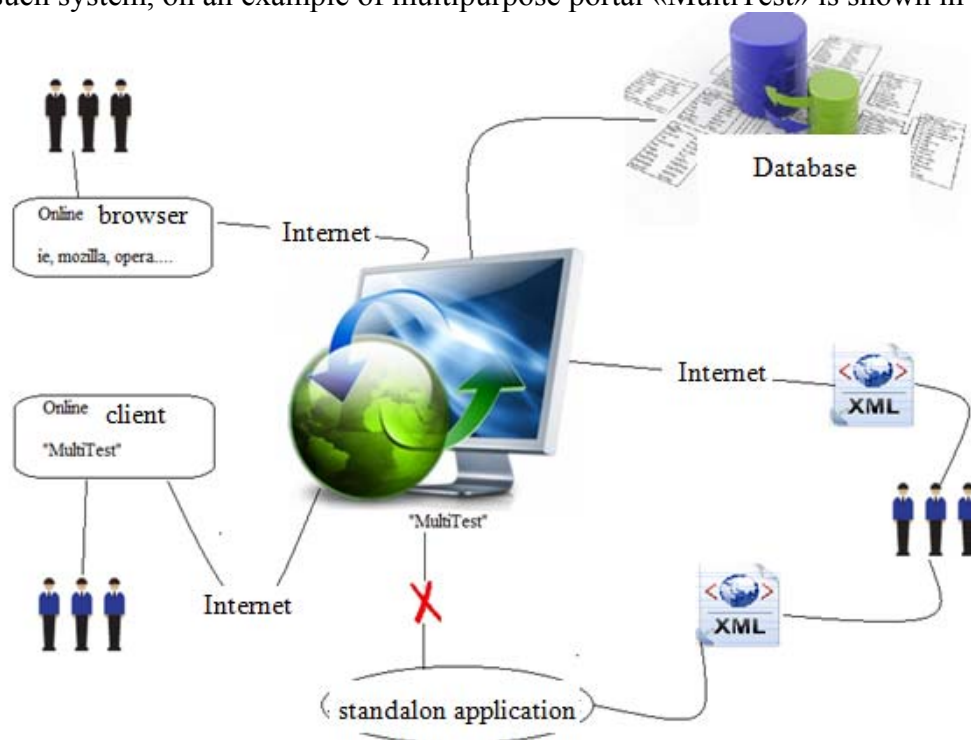 such system, on an example of multipurpose portal «MultiTest» is shown in
Database
Online browser
ie, mozilla, opera....
Internet
Internet
XML
Online client
"MultiTest"
"MultiTest"
Internet
XML
standalon application